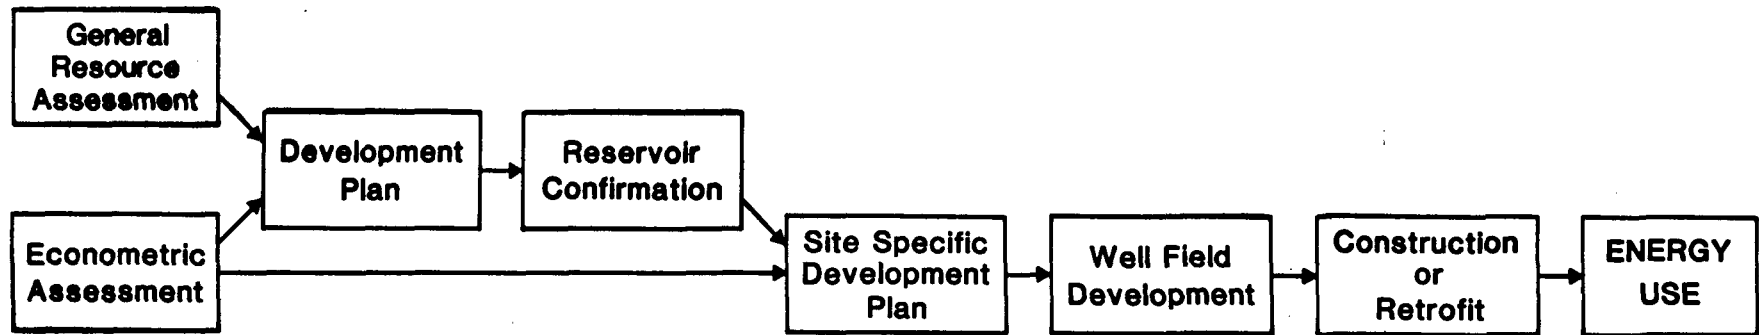 General
Resource
Assessment
Development
Plan
Reservoir
Confirmation
Econometric
Assessment
Site Specific
Development
Plan
Well Field
Development
Construction
or
Retrofit
ENERGY
USE